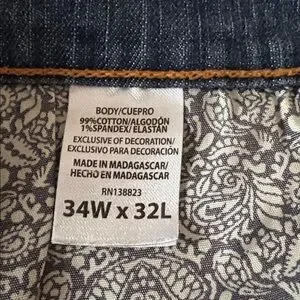 BODY/CUEPRO
99%COTTON/ALGODÓN
1%SPANDEX/ ELASTÁN
EXCLUSIVE OF DECORATION/
EXCLUSIVO PARA DECORACIÓN
MADE IN MADAGASCAR/
HECHO EN MADAGASCAR
RN138823
34W x 32L